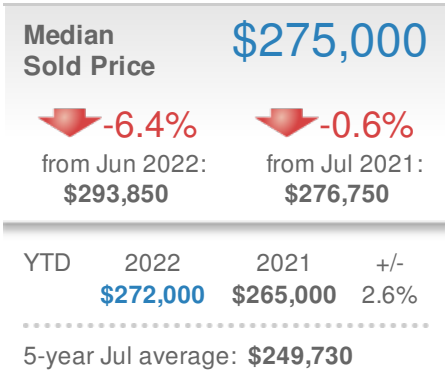 Median $275,000
Sold Price
-6.4% -0.6%
from Jun 2022: from Jul 2021:
$293,850 $276,750
YTD 2022 2021 +/-
$272,000 $265,000 2.6%
5-year Jul average: $249,730